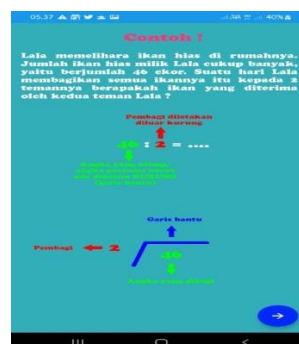 05.37
40%
Contoh !
Lala memelihara ikan hias di rumahnya.
Jumlah ikan hias milik Lala cukup banyak,
yaitu berjumlah 46 ekor. Suatu hari Lala
membagikan semua ikannya itu kepada 2
temannya berapakah ikan yang diterima
oleh kedua teman Lala ?
Pembagi diletakan
diluar kurung
46 : 2 = ....
(garis bantu)
Garis bantu
Pembagi 2 46
Angka yang dibagi